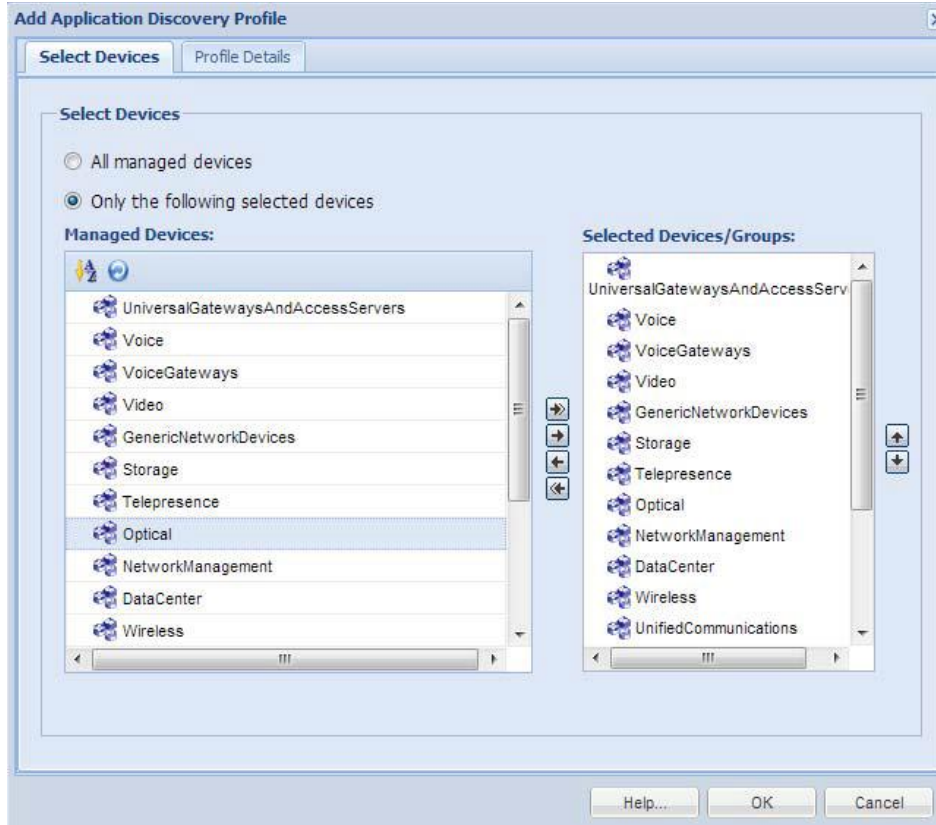 Add Application Discovery Profile
Select Devices
Profile Details
Select Devices
All managed devices
Only the following selected devices
Managed Devices:
UniversalGatewaysAndAccessServers
Voice
VoiceGateways
Video
GenericNetworkDevices
Storage
Telepresence
Optical
NetworkManagement
DataCenter
Wireless
Selected Devices/Groups:
UniversalGatewaysAndAccessServ
Voice
VoiceGateways
Video
GenericNetworkDevices
Storage
Telepresence
Optical
NetworkManagement
DataCenter
Wireless
UnifiedCommunications
Help...
OK
Cancel